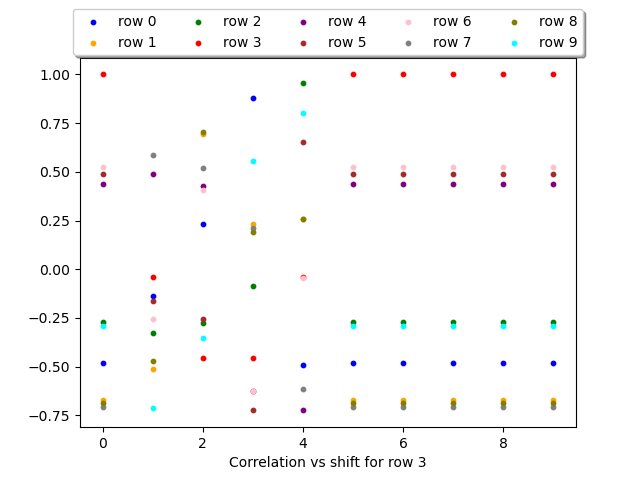 row 0 row 2 row 4 row 6 row 8
row 1 row 3 row 5 row 7 row 9
1.00
0.75
0.50
0.25
0.00
−0.25
−0.50
−0.75
0 2 4 6 8
Correlation vs shift for row 3